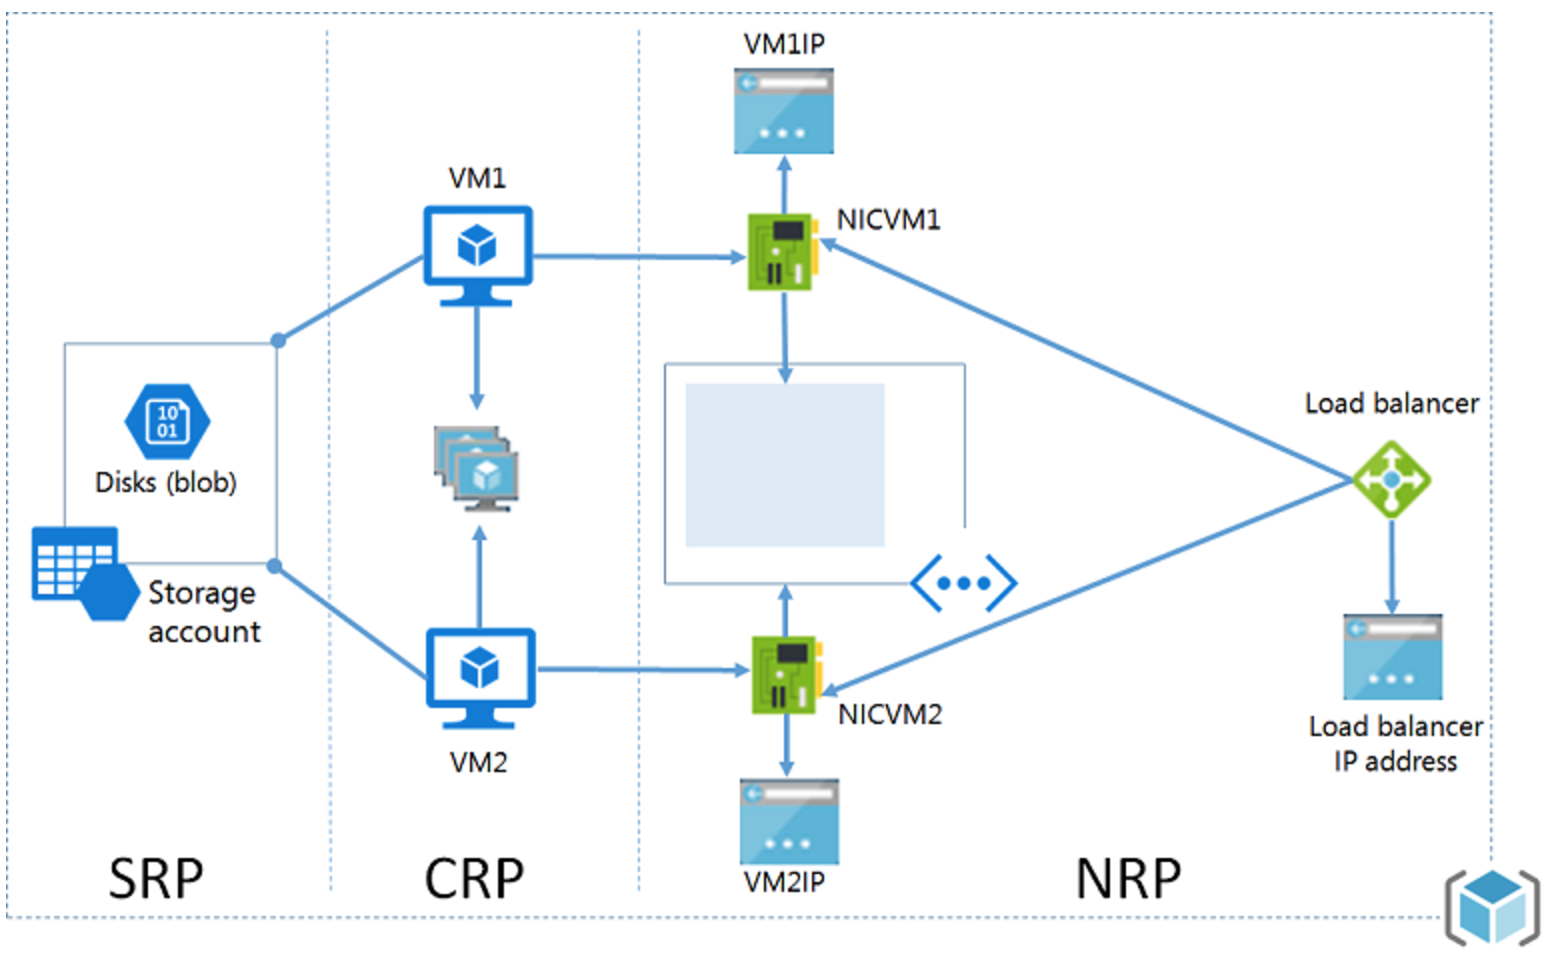 VM1IP
VM1
NICVM1
Load balancer
10
01
Disks (blob)
Storage
account
NICVM2
Load balancer
IP address
VM2
VM2IP
SRP
CRP
NRP